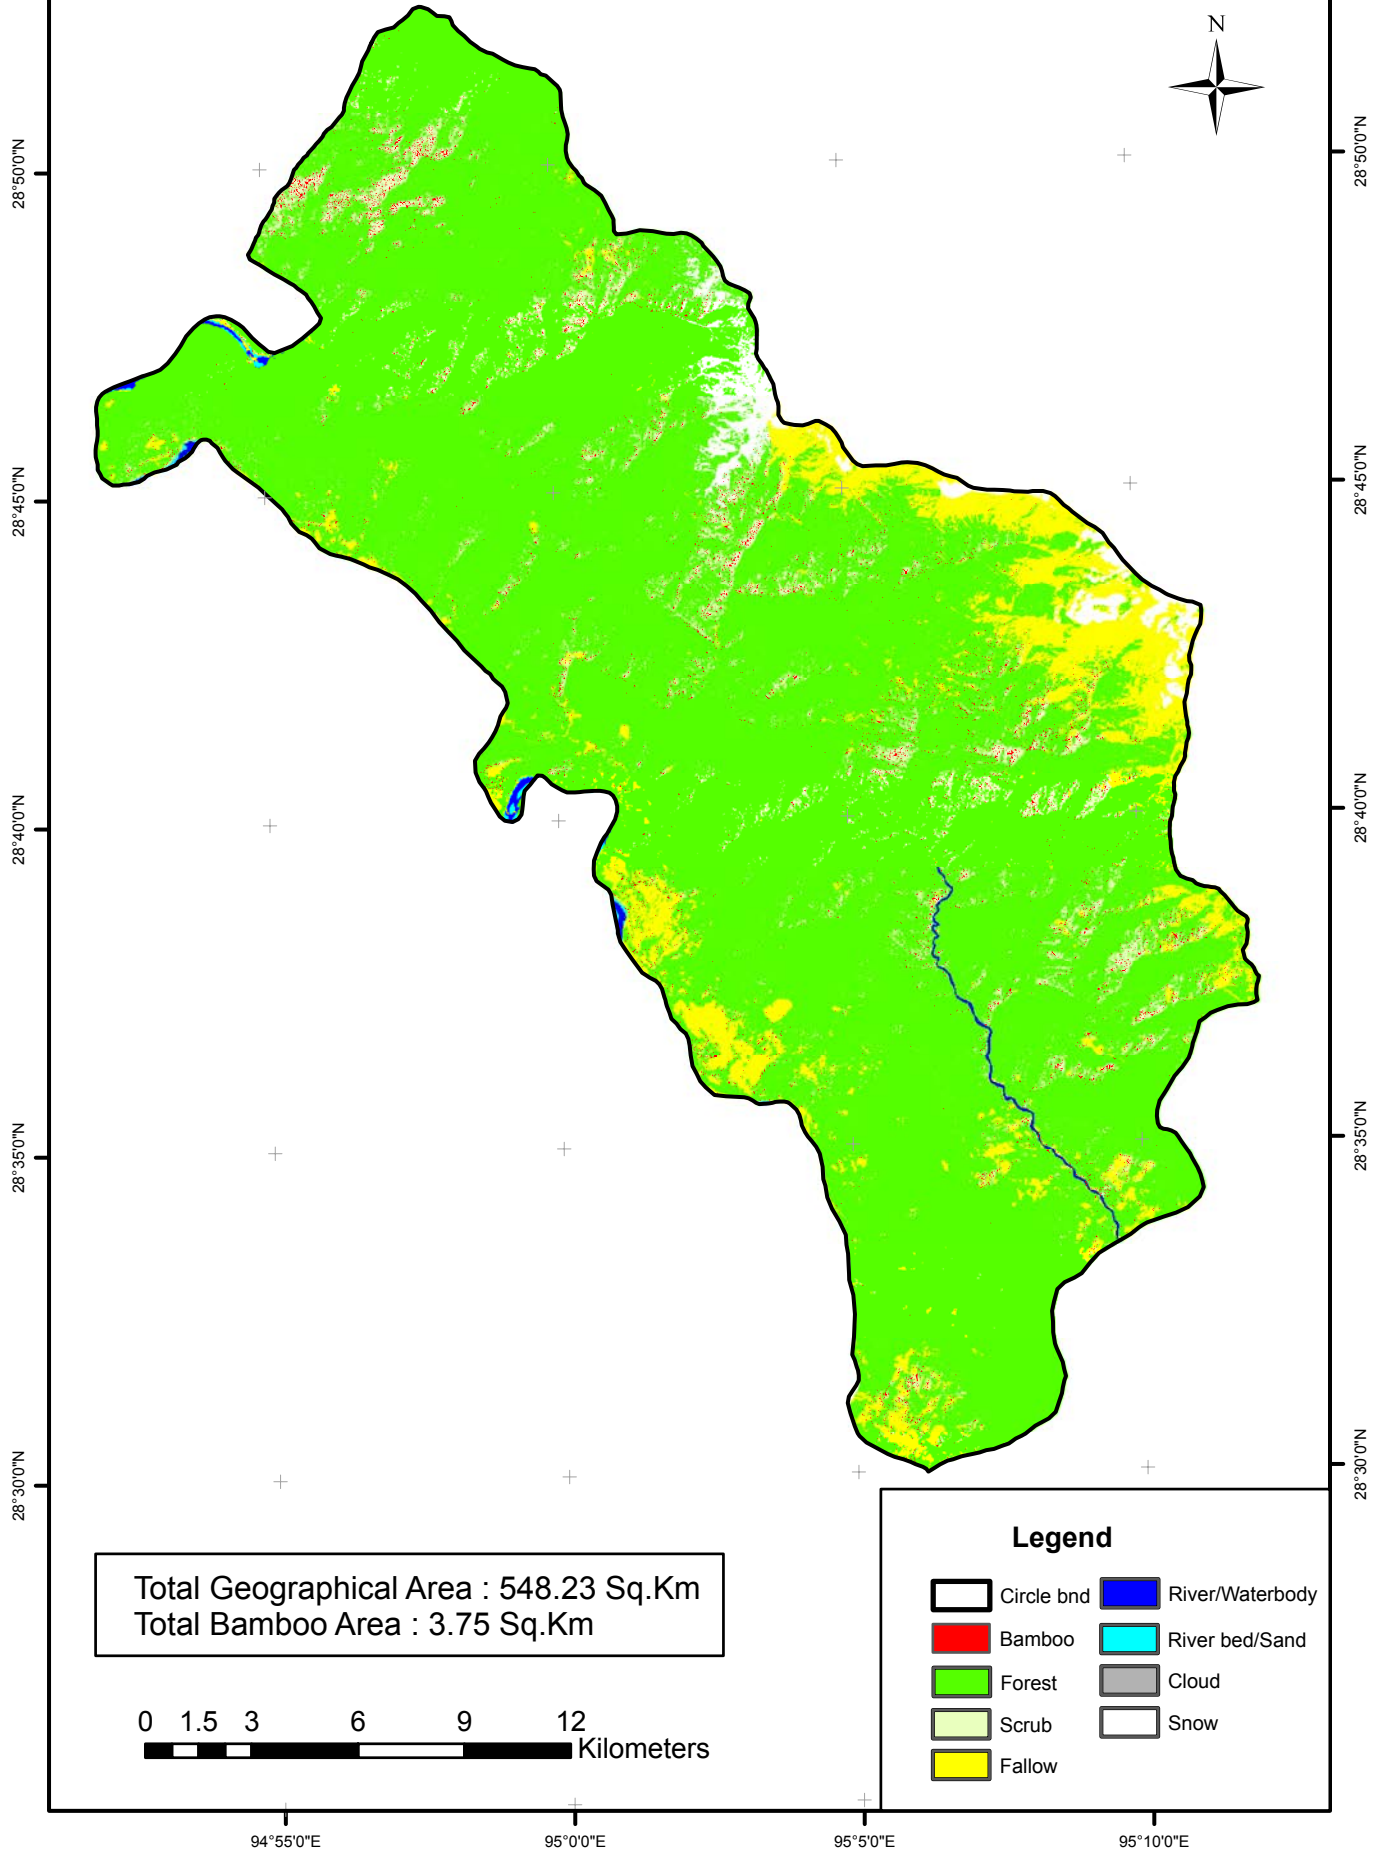 N
28°50'0"N
28°50'0"N
28°45'0"N
28°45'0"N
28°40'0"N
28°40'0"N
28°35'0"N
28°35'0"N
28°30'0"N
28°30'0"N
Total Geographical Area : 548.23 Sq.Km
Total Bamboo Area : 3.75 Sq.Km
0 1.5 3 6 9 12
Kilometers
Legend
Circle bnd
Bamboo
Forest
Scrub
Fallow
River/Waterbody
River bed/Sand
Cloud
Snow
94°55'0"E
95°0'0"E
95°5'0"E
95°10'0"E